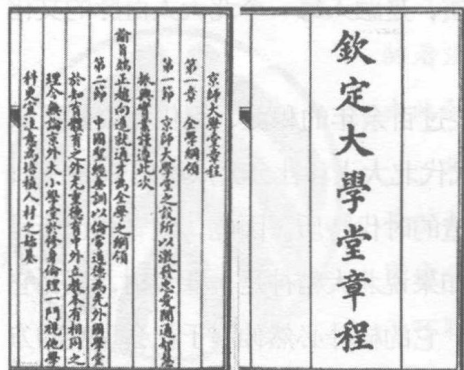 欽定大學堂章程
京師大學堂章程
第一章　全學綱領
第一節　京師大學堂之設所以激發忠愛開通智慧
振興實業謹遵此次
諭旨端正趨向造就通才為全學之綱領
第二節　中國聖經垂訓以倫常道德為先外國學堂
於知育體育之外尤重德育中外立教本有相同之
理今無論京外大小學堂於修身倫理一門視他學
科更宜注意為培植人材之始基